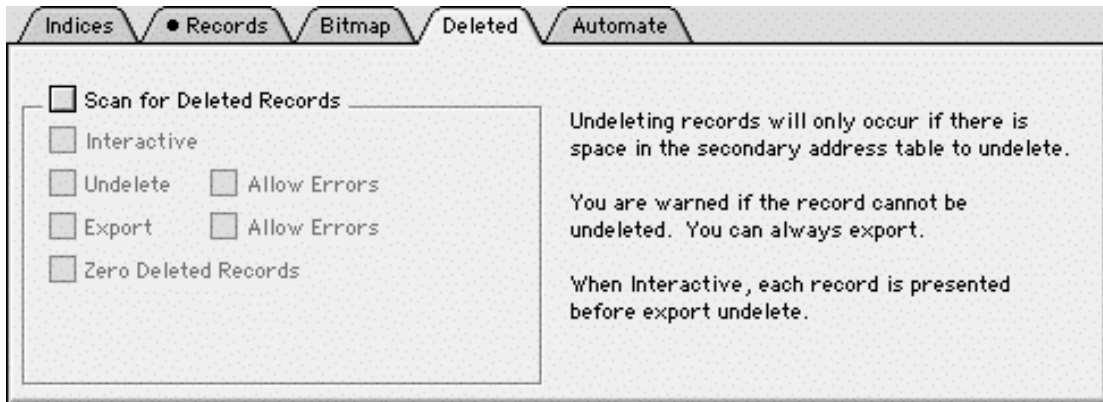 Indices
• Records
Bitmap
Deleted
Automate
Scan for Deleted Records
Interactive
Undelete
Allow Errors
Export
Allow Errors
Zero Deleted Records
Undeleting records will only occur if there is
space in the secondary address table to undelete.
You are warned if the record cannot be
undeleted. You can always export.
When Interactive, each record is presented
before export undelete.